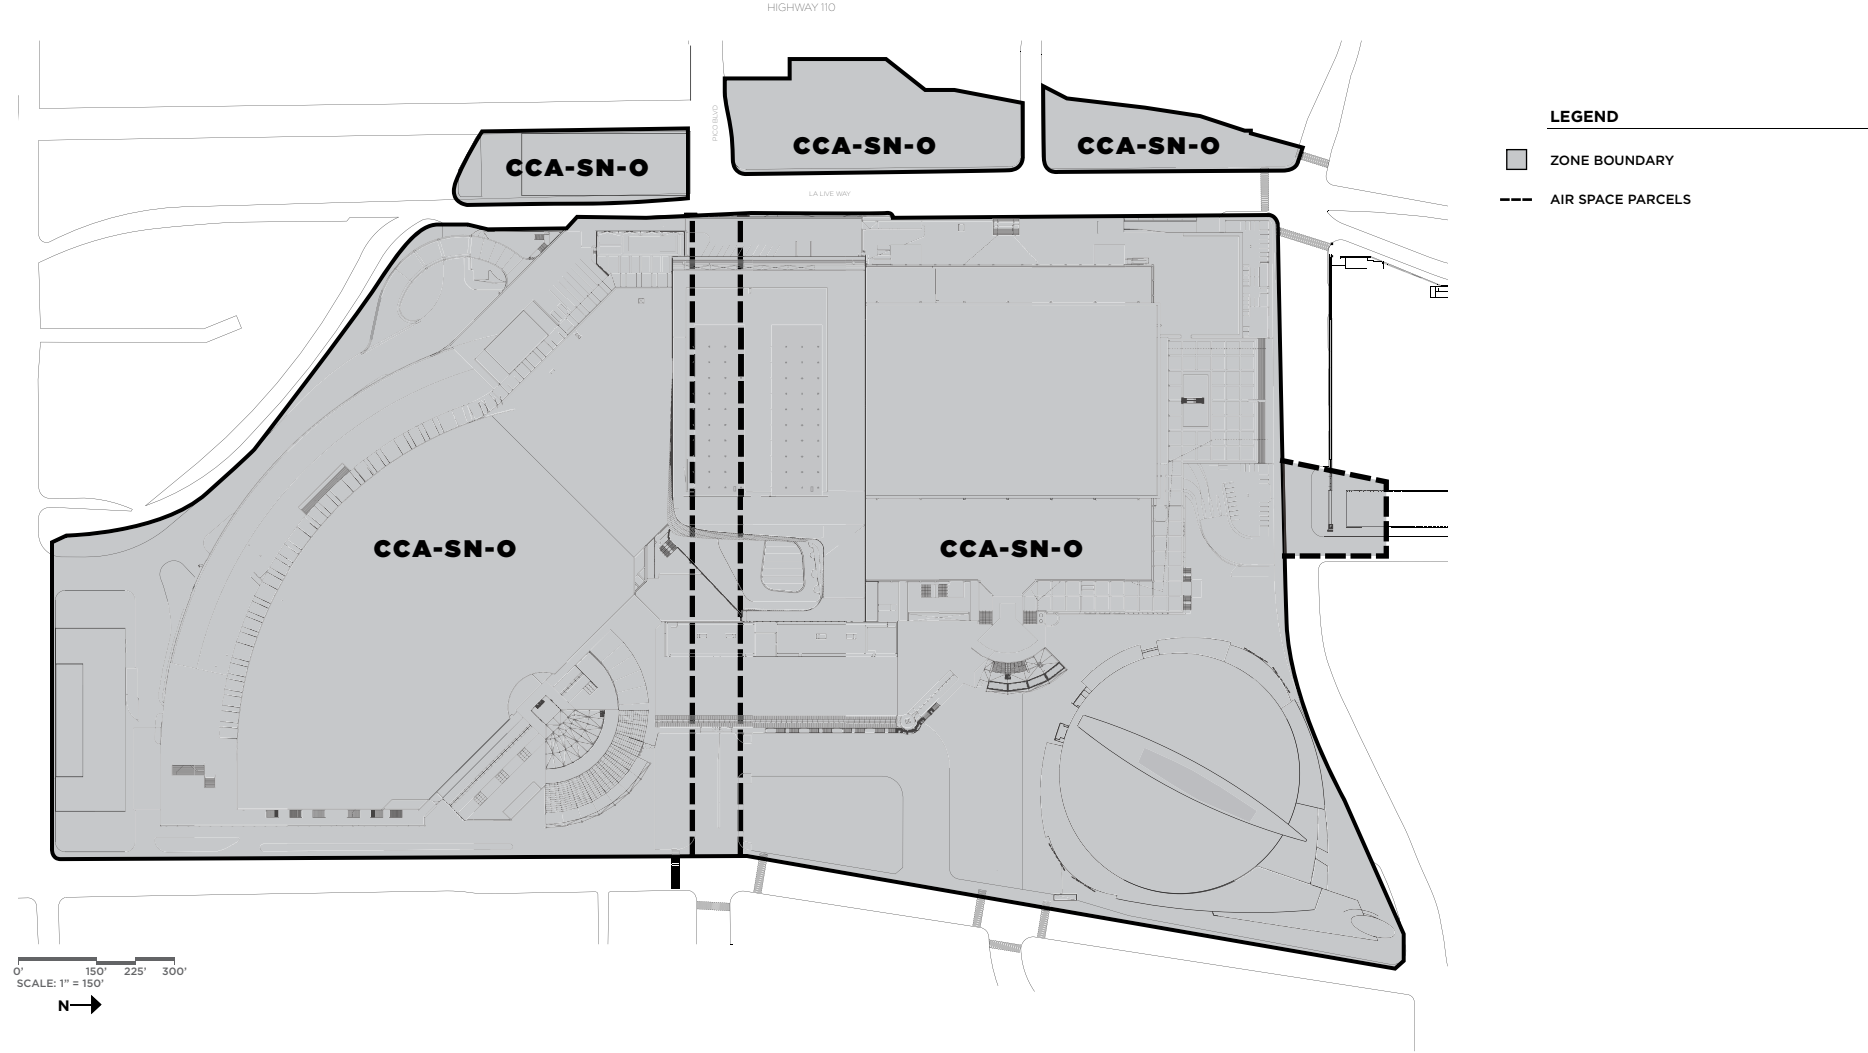 HIGHWAY 110
LEGEND
ZONE BOUNDARY
AIR SPACE PARCELS
PICO BLVD
CCA-SN-O
CCA-SN-O
CCA-SN-O
LA LIVE WAY
CCA-SN-O
CCA-SN-O
0' 150' 225' 300'
SCALE: 1" = 150'
N